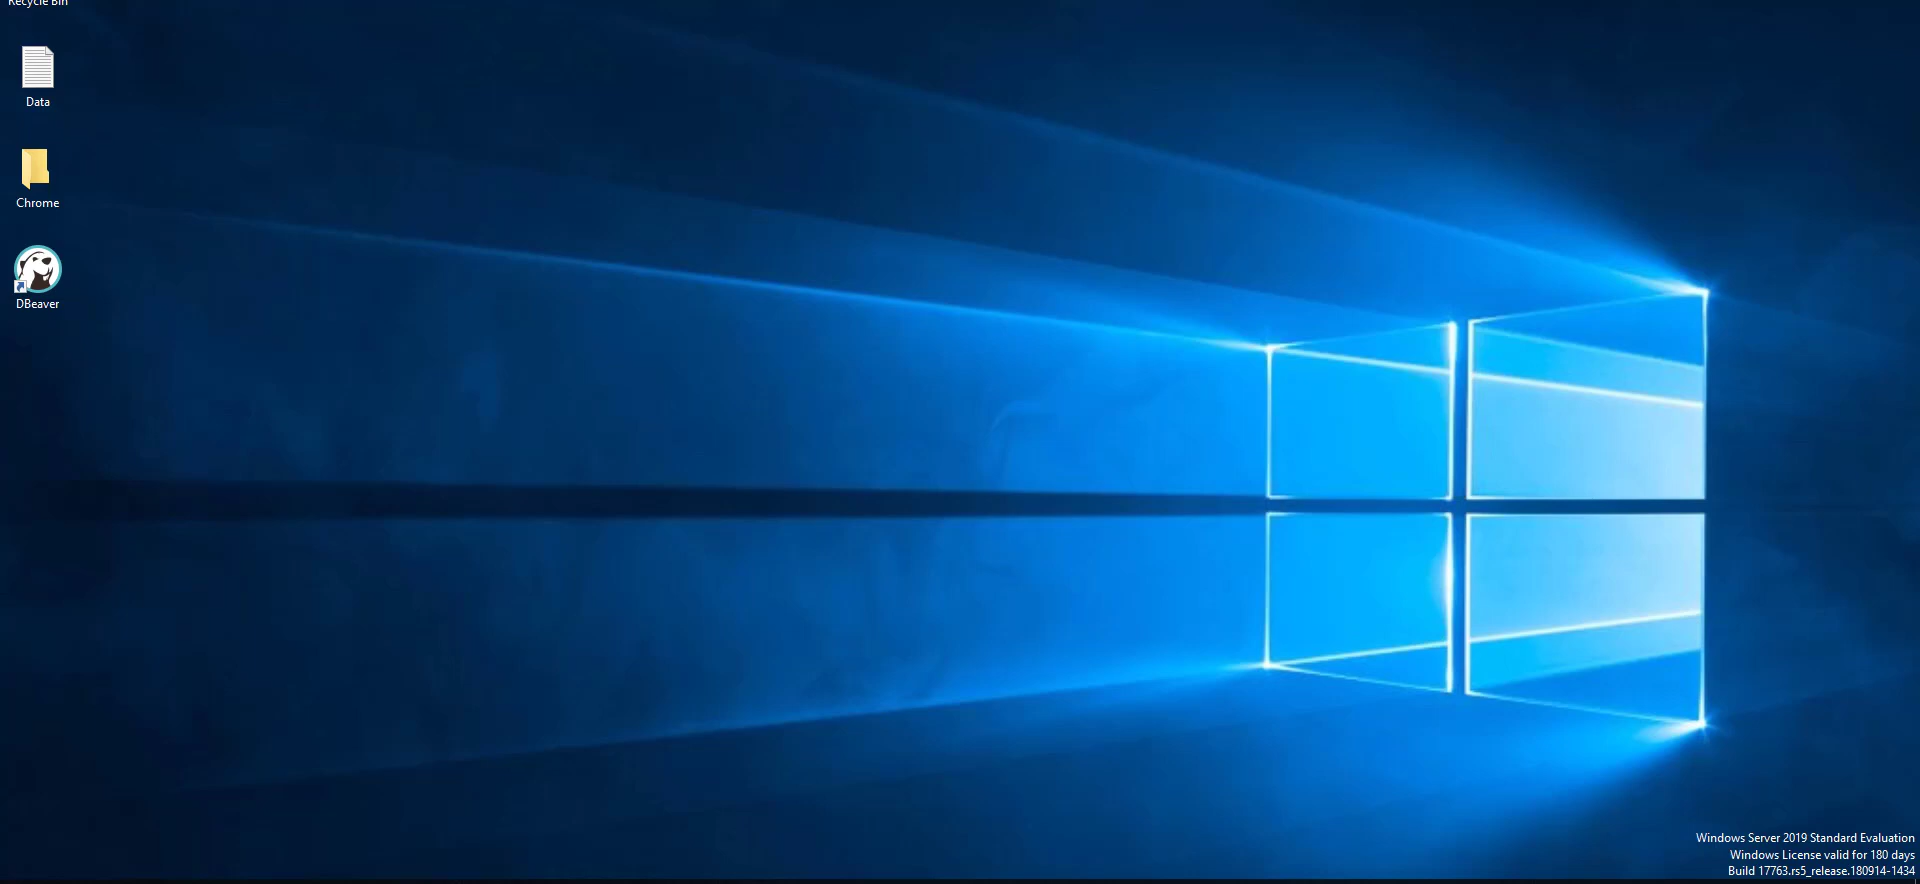 Recycle Bin
Data
Chrome
DBeaver
Windows Server 2019 Standard Evaluation
Windows License valid for 180 days
Build 17763.rs5_release.180914-1434